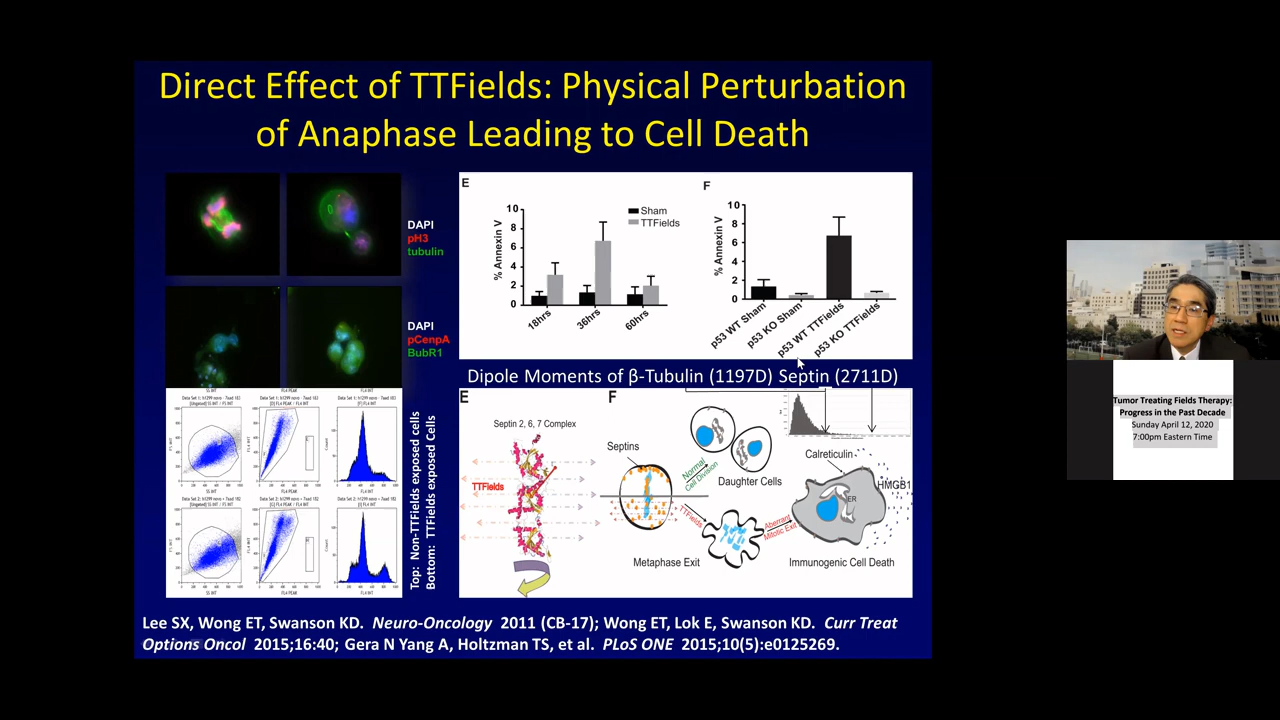 Direct Effect of TTFields: Physical Perturbation
of Anaphase Leading to Cell Death
DAPI
pH3
tubulin
DAPI
pCenpA
BubR1
E
% Annexin V
10
8
6
4
2
0
Sham
TTFields
18hrs
36hrs
60hrs
F
% Annexin V
10
8
6
4
2
0
p53 WT Sham
p53 KO Sham
p53 WT TTFields
p53 KO TTFields
Dipole Moments of β-Tubulin (1197D) Septin (2711D)
Top: Non-TTFields exposed cells
Bottom: TTFields exposed Cells
E
Septin 2, 6, 7 Complex
TTFields
F
Septins
Normal
Cell Division
Daughter Cells
Calreticulin
HMGB1
ER
TTFields
Aberrant
Mitotic Exit
Metaphase Exit
Immunogenic Cell Death
Lee SX, Wong ET, Swanson KD. Neuro-Oncology 2011 (CB-17); Wong ET, Lok E, Swanson KD. Curr Treat
Options Oncol 2015;16:40; Gera N Yang A, Holtzman TS, et al. PLoS ONE 2015;10(5):e0125269.
Tumor Treating Fields Therapy:
Progress in the Past Decade
Sunday April 12, 2020
7:00pm Eastern Time